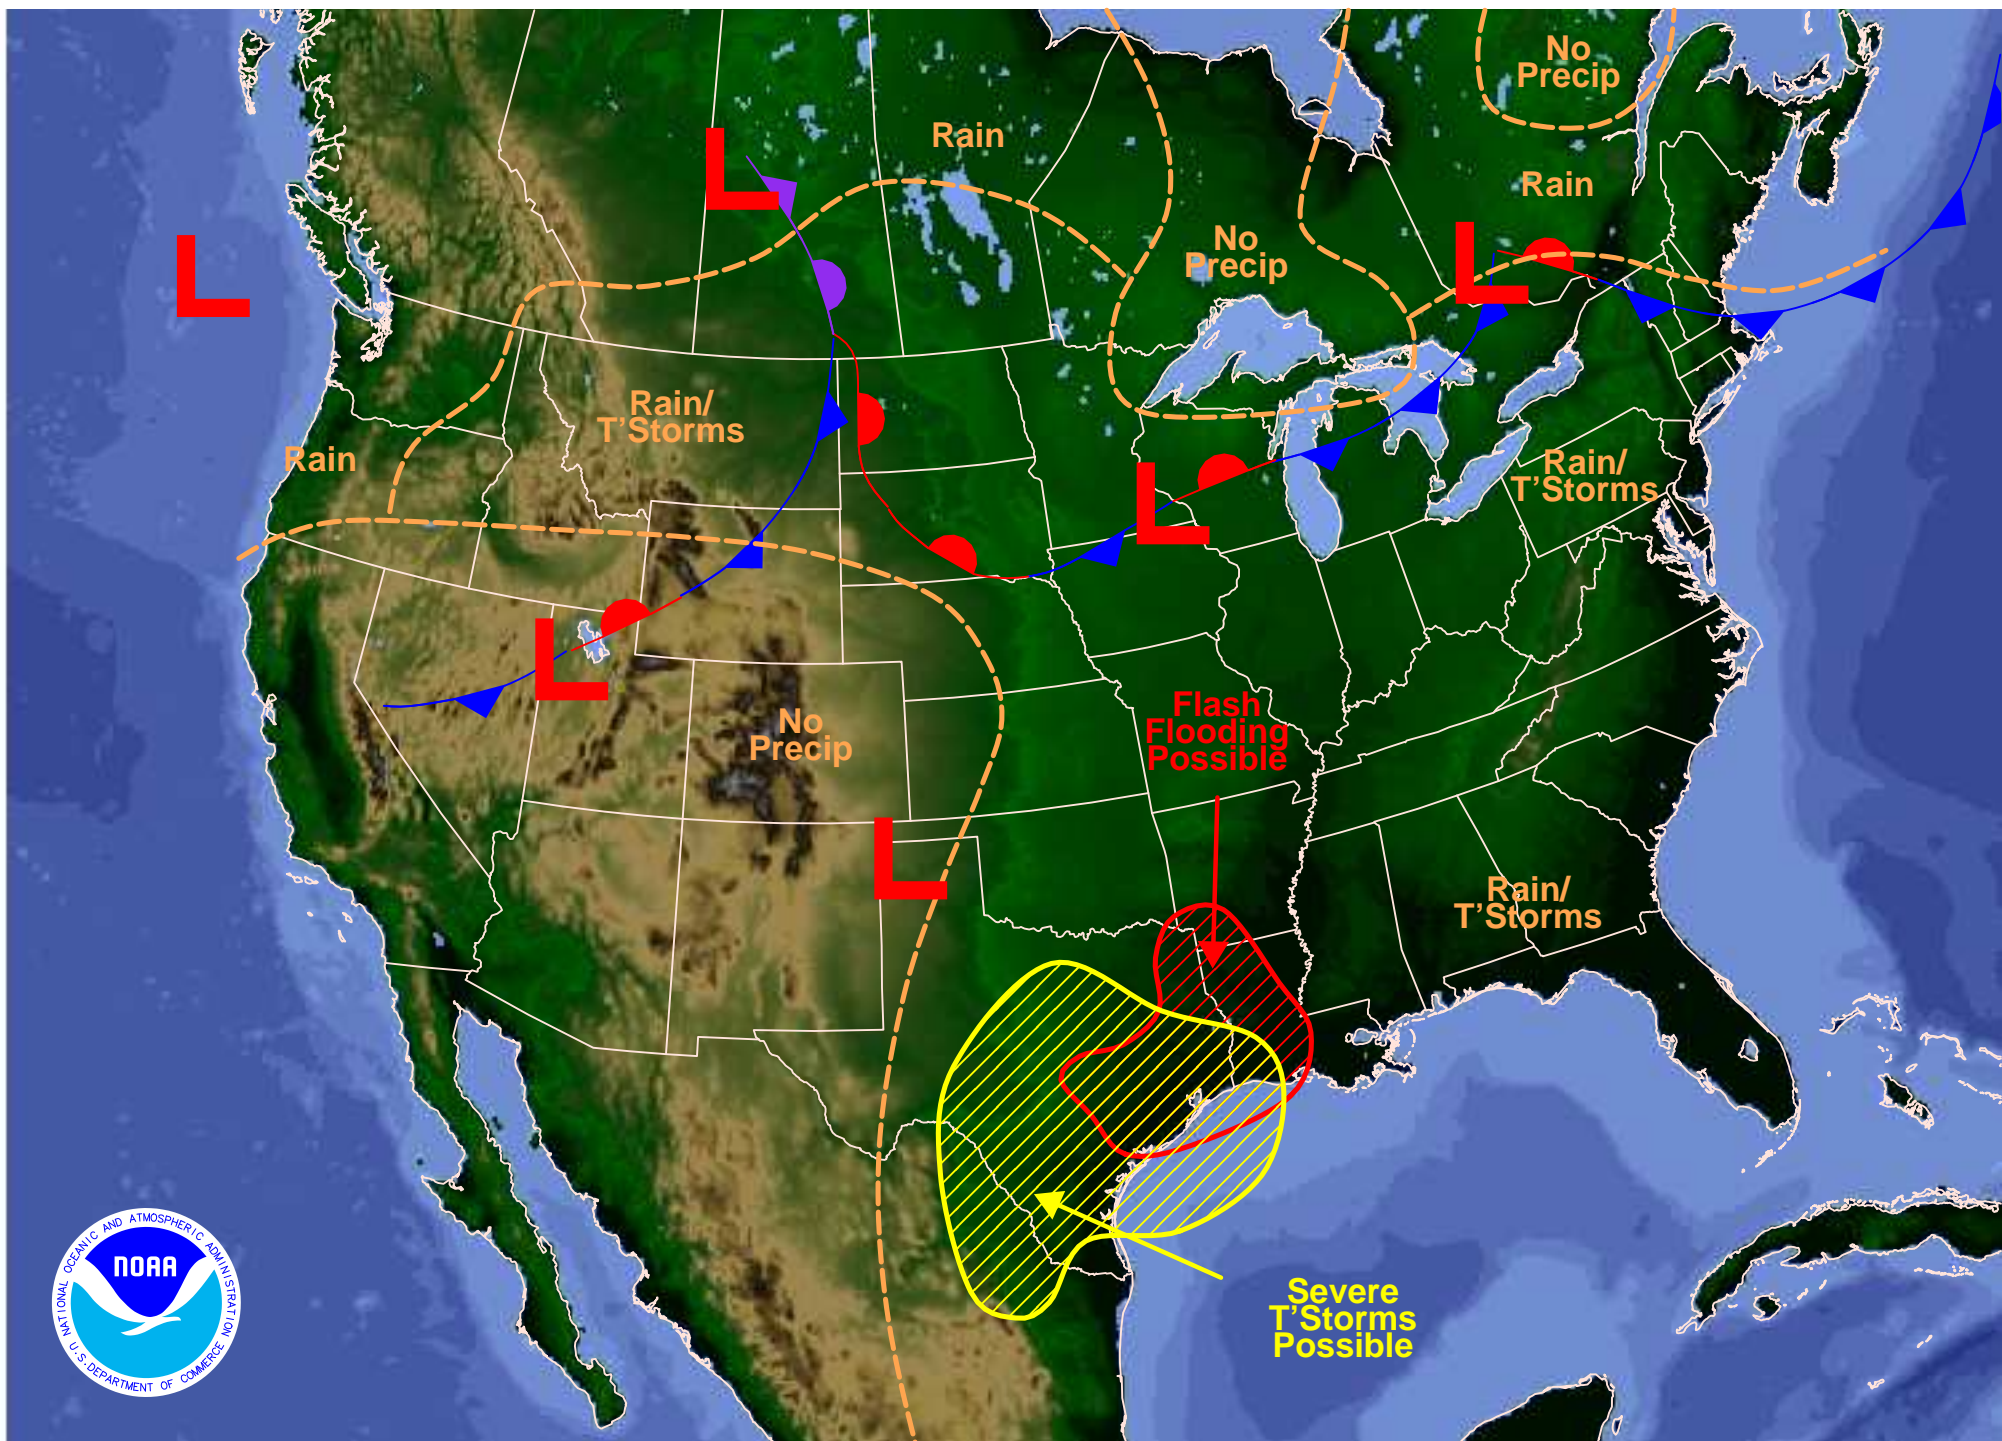 No
Precip
Rain
Rain
No
Precip
Rain/
T'Storms
Rain
Rain/
T'Storms
Flash
Flooding
Possible
No
Precip
Rain/
T'Storms
Severe
T'Storms
Possible
L
L
L
L
L
L
NATIONAL OCEANIC AND ATMOSPHERIC ADMINISTRATION
NOAA
U.S. DEPARTMENT OF COMMERCE